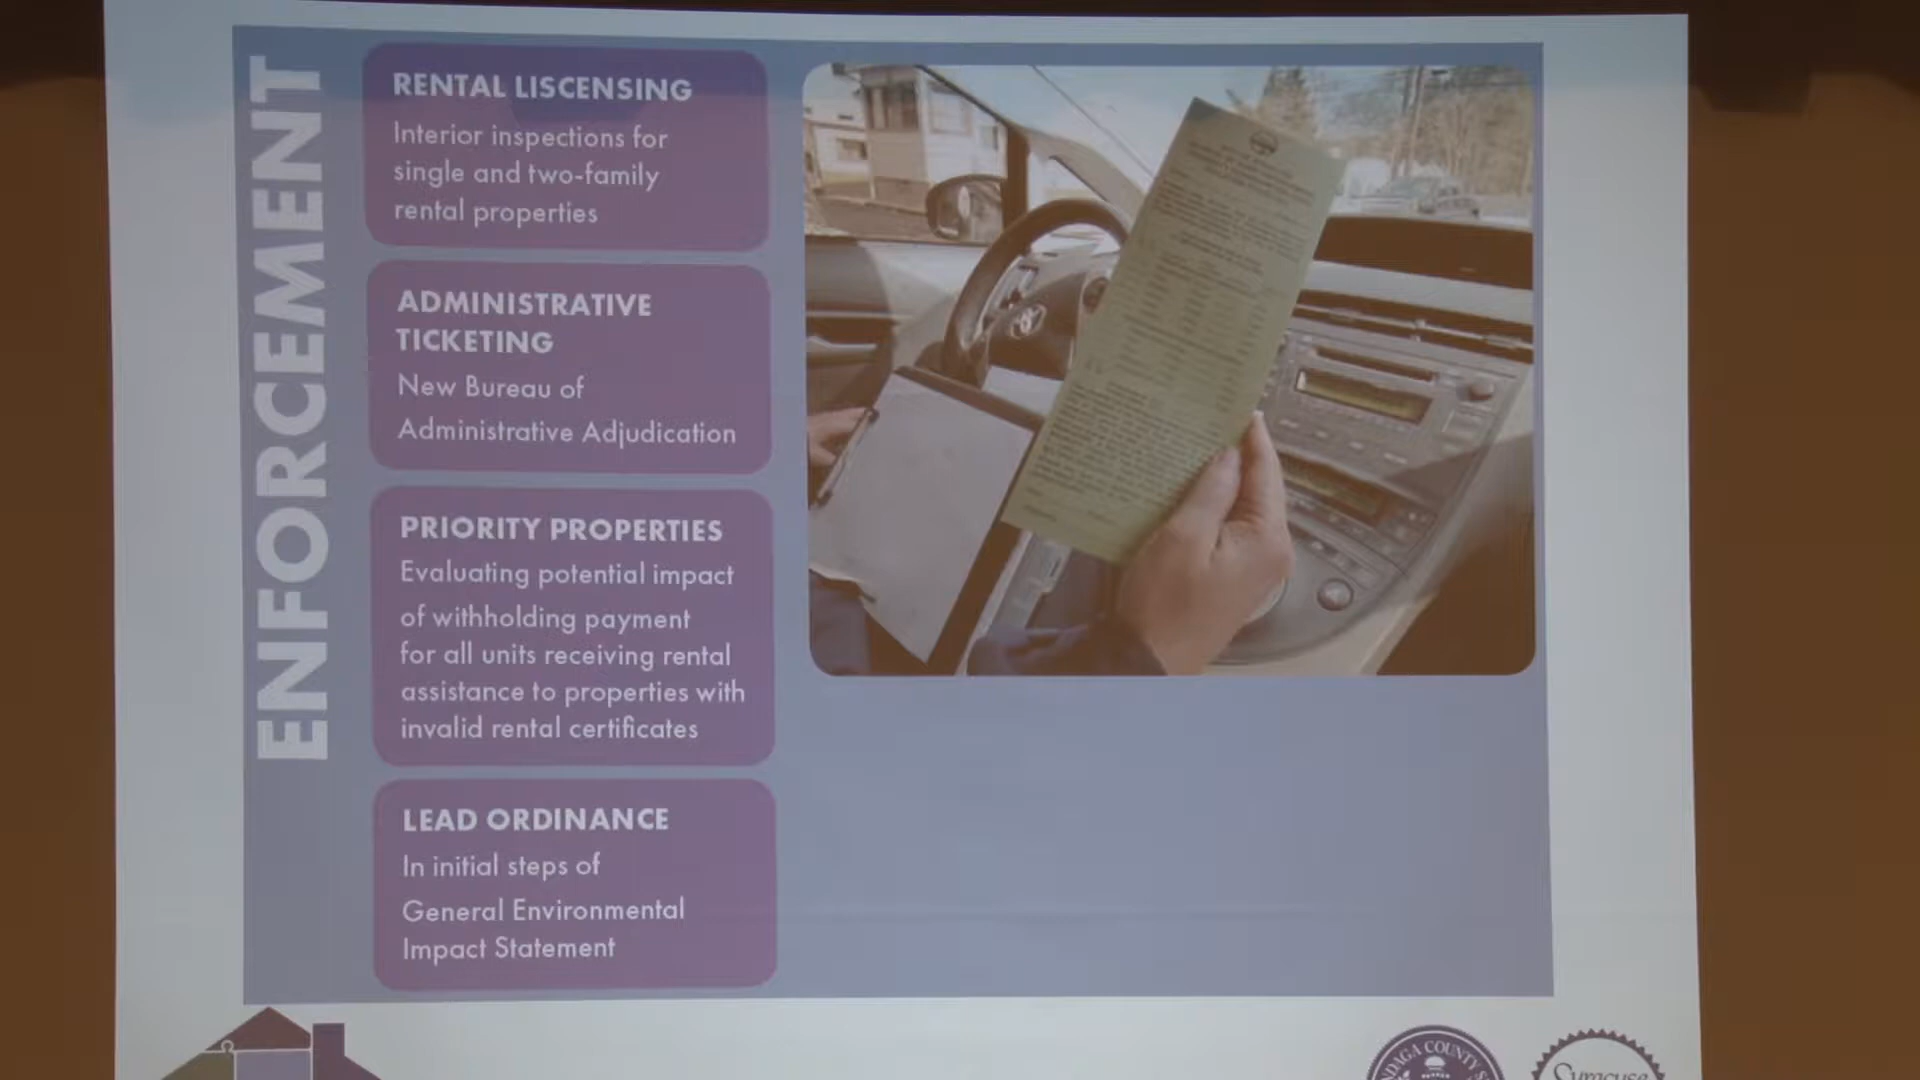 ENFORCEMENT
RENTAL LISCENSING
Interior inspections for
single and two-family
rental properties
ADMINISTRATIVE
TICKETING
New Bureau of
Administrative Adjudication
PRIORITY PROPERTIES
Evaluating potential impact
of withholding payment
for all units receiving rental
assistance to properties with
invalid rental certificates
LEAD ORDINANCE
In initial steps of
General Environmental
Impact Statement
COUNTY
Syracuse